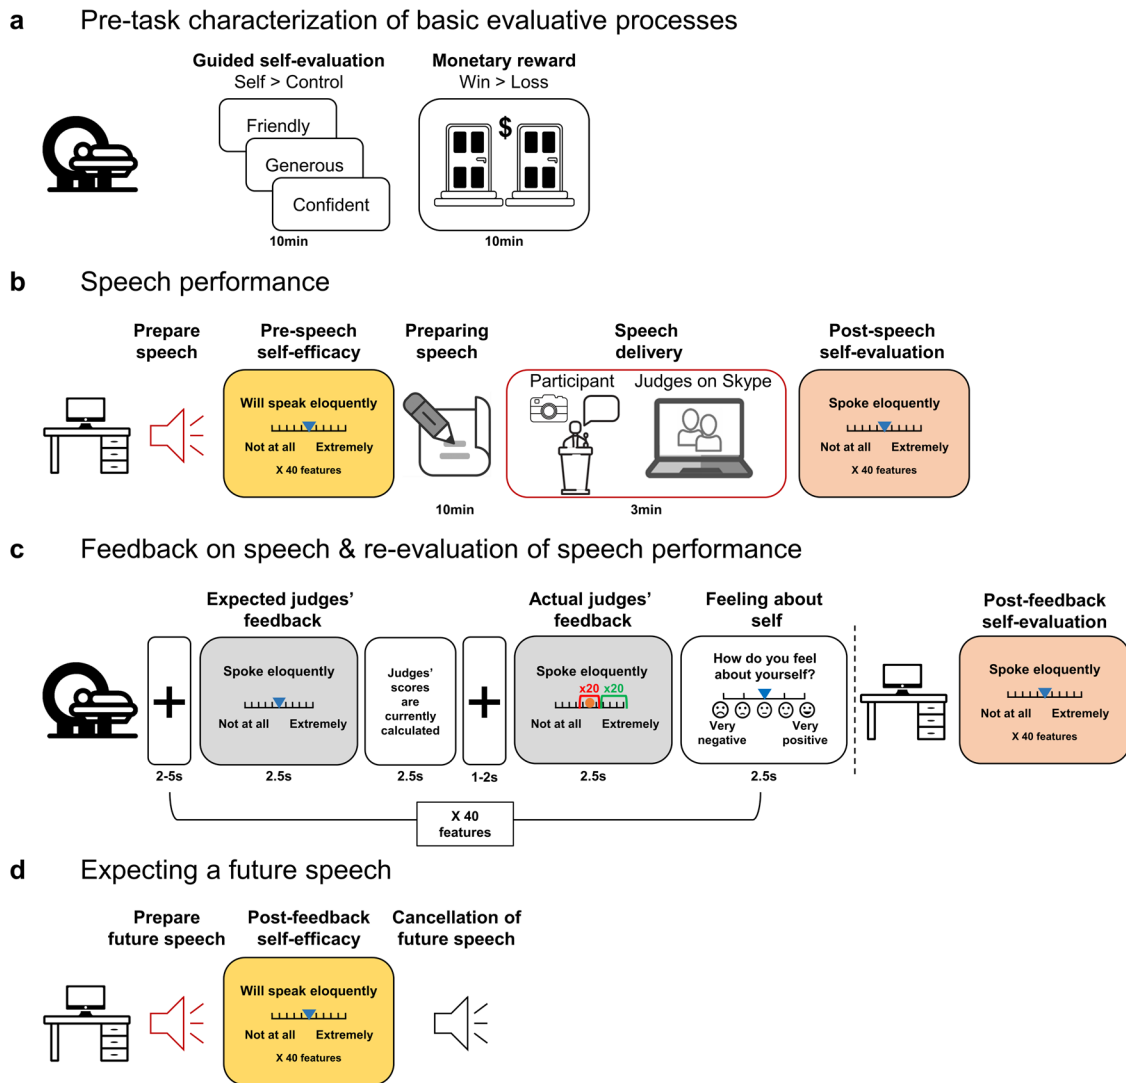 a Pre-task characterization of basic evaluative processes
Guided self-evaluation
Self > Control
Friendly
Generous
Confident
10min
Monetary reward
Win > Loss
$
10min
b Speech performance
Prepare
speech
Pre-speech
self-efficacy
Will speak eloquently
Not at all Extremely
X 40 features
Preparing
speech
10min
Speech
delivery
Participant Judges on Skype
3min
Post-speech
self-evaluation
Spoke eloquently
Not at all Extremely
X 40 features
c Feedback on speech & re-evaluation of speech performance
2-5s
Expected judges'
feedback
Spoke eloquently
Not at all Extremely
2.5s
Judges'
scores
are
currently
calculated
2.5s
1-2s
Actual judges'
feedback
Spoke eloquently
x20 x20
Not at all Extremely
2.5s
Feeling about
self
How do you feel
about yourself?
Very
negative
Very
positive
2.5s
X 40
features
Post-feedback
self-evaluation
Spoke eloquently
Not at all Extremely
X 40 features
d Expecting a future speech
Prepare
future speech
Post-feedback
self-efficacy
Will speak eloquently
Not at all Extremely
X 40 features
Cancellation of
future speech